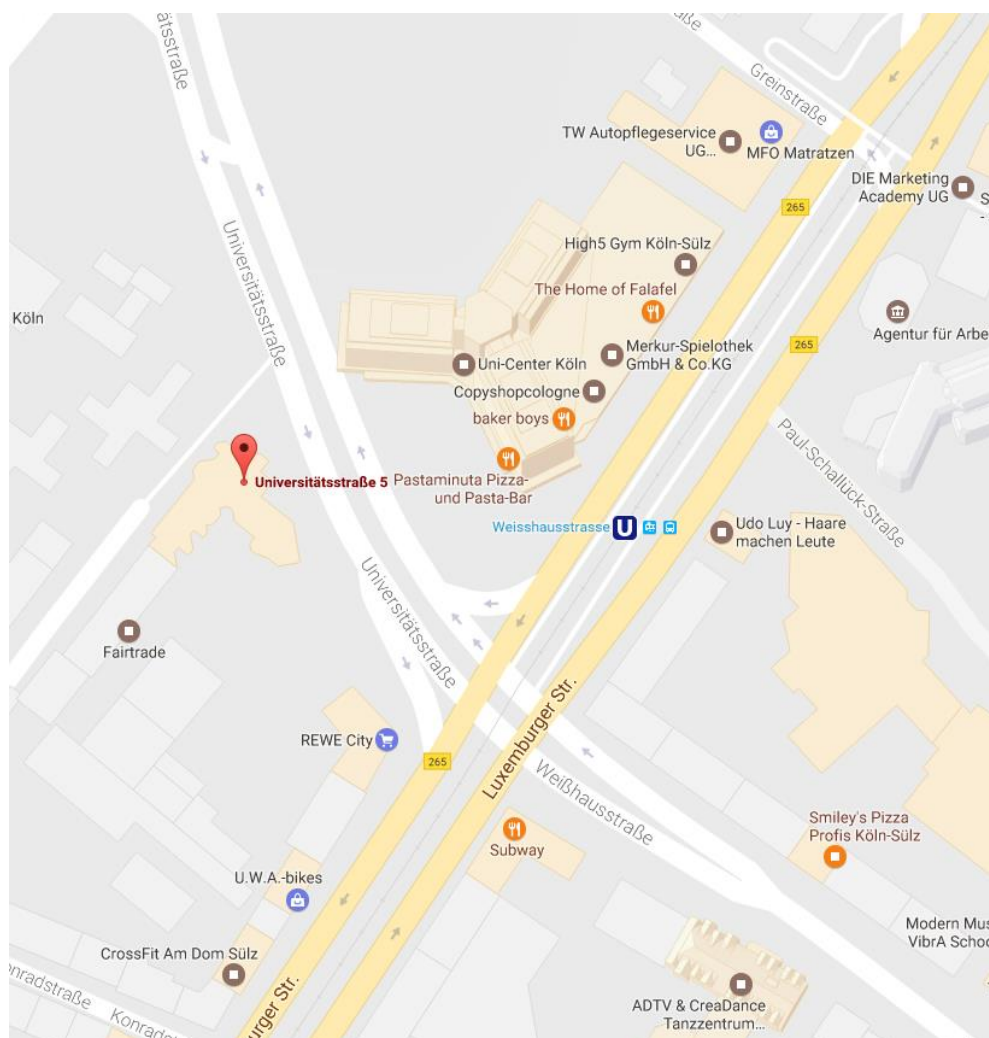 Universitätsstraße
Greinstraße
TW Autopflegeservice
UG...
MFO Matratzen
DIE Marketing
Academy UG
265
High5 Gym Köln-Sülz
The Home of Falafel
Universitätsstraße
Köln
Agentur für Arbe
265
Merkur-Spielothek
GmbH & Co.KG
Uni-Center Köln
Copyshopcologne
baker boys
Paul-Schallück-Straße
Universitätsstraße 5
Pastaminuta Pizza-
und Pasta-Bar
Weisshausstrasse
U
Udo Luy - Haare
machen Leute
Universitätsstraße
Fairtrade
Luxemburger Str.
REWE City
265
Weißhausstraße
Smiley's Pizza
Profis Köln-Sülz
Subway
U.W.A.-bikes
Modern Mus
VibrA Schoo
CrossFit Am Dom Sülz
onradstraße
Konrads
burger Str.
ADTV & CreaDance
Tanzzentrum...